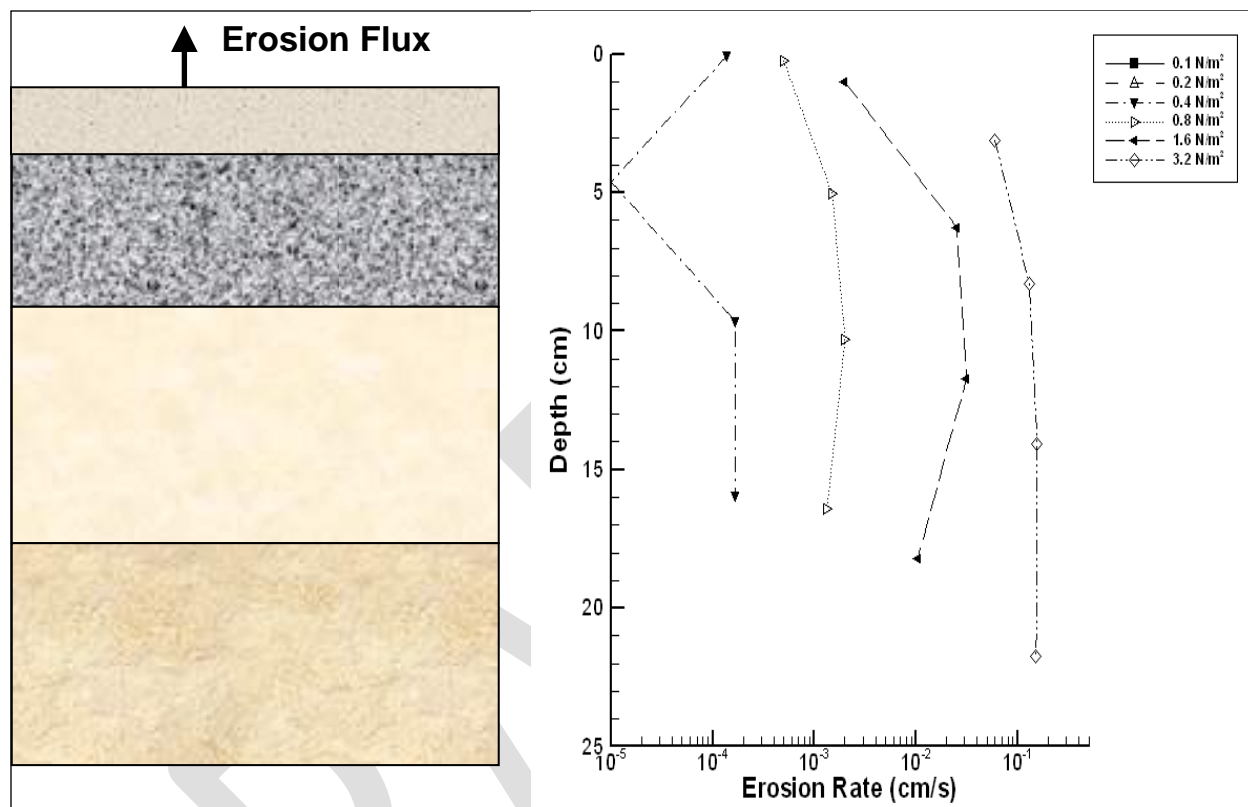 Erosion Flux
0
5
10
15
20
25
Depth (cm)
10⁻⁵ 10⁻⁴ 10⁻³ 10⁻² 10⁻¹
Erosion Rate (cm/s)
0.1 N/m²
0.2 N/m²
0.4 N/m²
0.8 N/m²
1.6 N/m²
3.2 N/m²